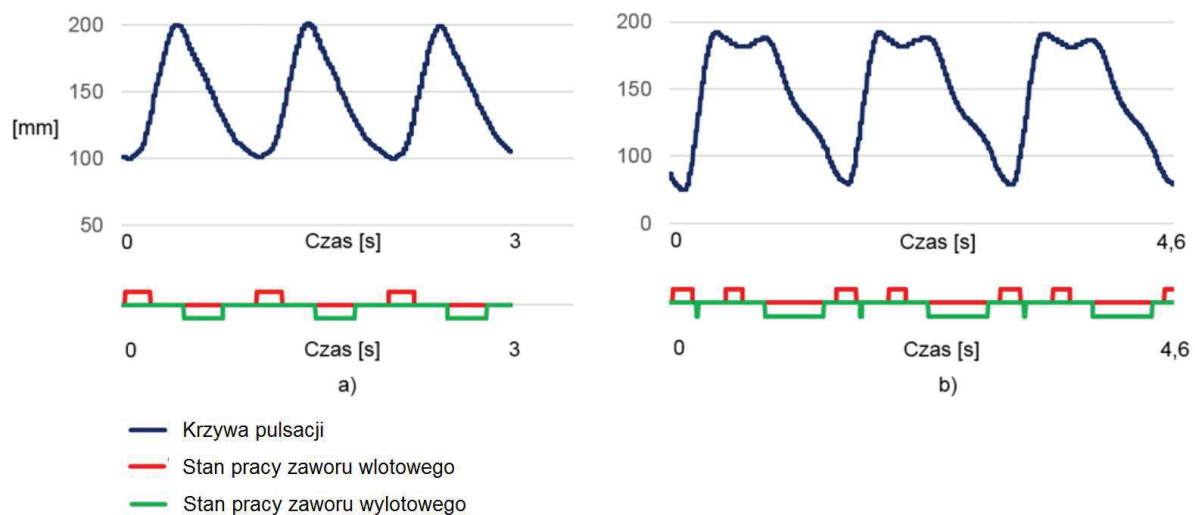 200
150
[mm]
100
50
0 Czas [s] 3
0 Czas [s] 3
a)
200
150
100
0
0 Czas [s] 4,6
0 Czas [s] 4,6
b)
Krzywa pulsacji
Stan pracy zaworu wlotowego
Stan pracy zaworu wylotowego